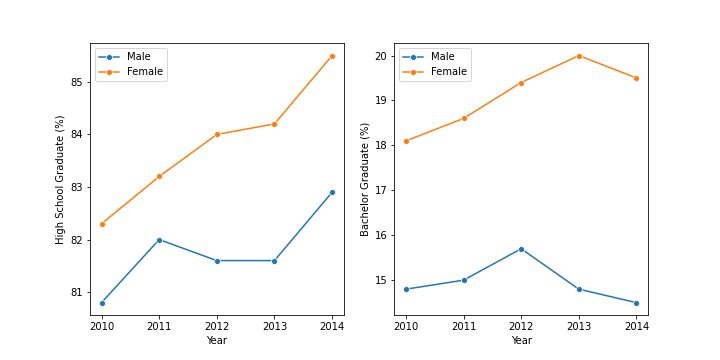 Male
Female
85
84
83
82
81
High School Graduate (%)
2010 2011 2012 2013 2014
Year
Male
Female
20
19
18
17
16
15
Bachelor Graduate (%)
2010 2011 2012 2013 2014
Year